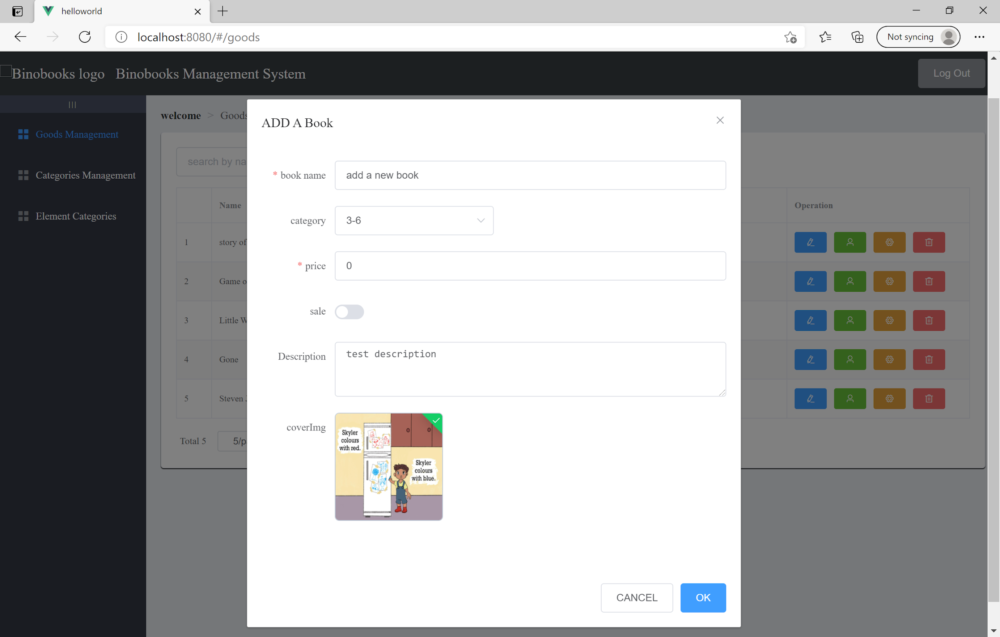 helloworld
localhost:8080/#/goods
Not syncing
Binobooks logo Binobooks Management System
Log Out
|||
welcome > Goods
Goods Management
Categories Management
Element Categories
search by na
Name
Operation
1 story of
2 Game o
3 Little W
4 Gone
5 Steven
Total 5 5/p
ADD A Book
* book name add a new book
category 3-6
* price 0
sale
Description test description
coverImg
Skyler
colours
with red.
Skyler
colours
with blue.
CANCEL OK